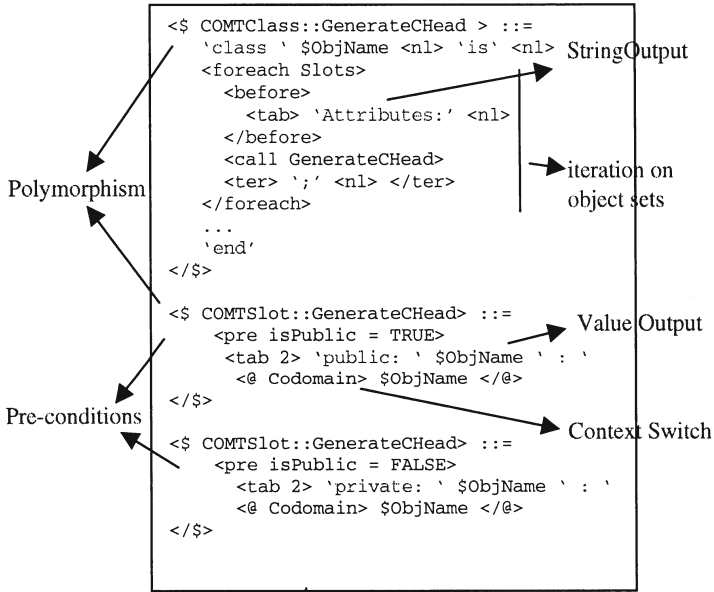 <$ COMTClass::GenerateCHead > ::=
‘class ‘ $ObjName <nl> ‘is‘ <nl>
StringOutput
<foreach Slots>
<before>
<tab> ‘Attributes:’ <nl>
</before>
<call GenerateCHead>
iteration on
<ter> ‘;’ <nl> </ter>
object sets
Polymorphism
</foreach>
...
‘end’
</$>
<$ COMTSlot::GenerateCHead> ::=
Value Output
<pre isPublic = TRUE>
<tab 2> ‘public: ‘ $ObjName ‘ : ‘
<@ Codomain> $ObjName </@>
</$>
Pre-conditions
Context Switch
<$ COMTSlot::GenerateCHead> ::=
<pre isPublic = FALSE>
<tab 2> ‘private: ‘ $ObjName ‘ : ‘
<@ Codomain> $ObjName </@>
</$>